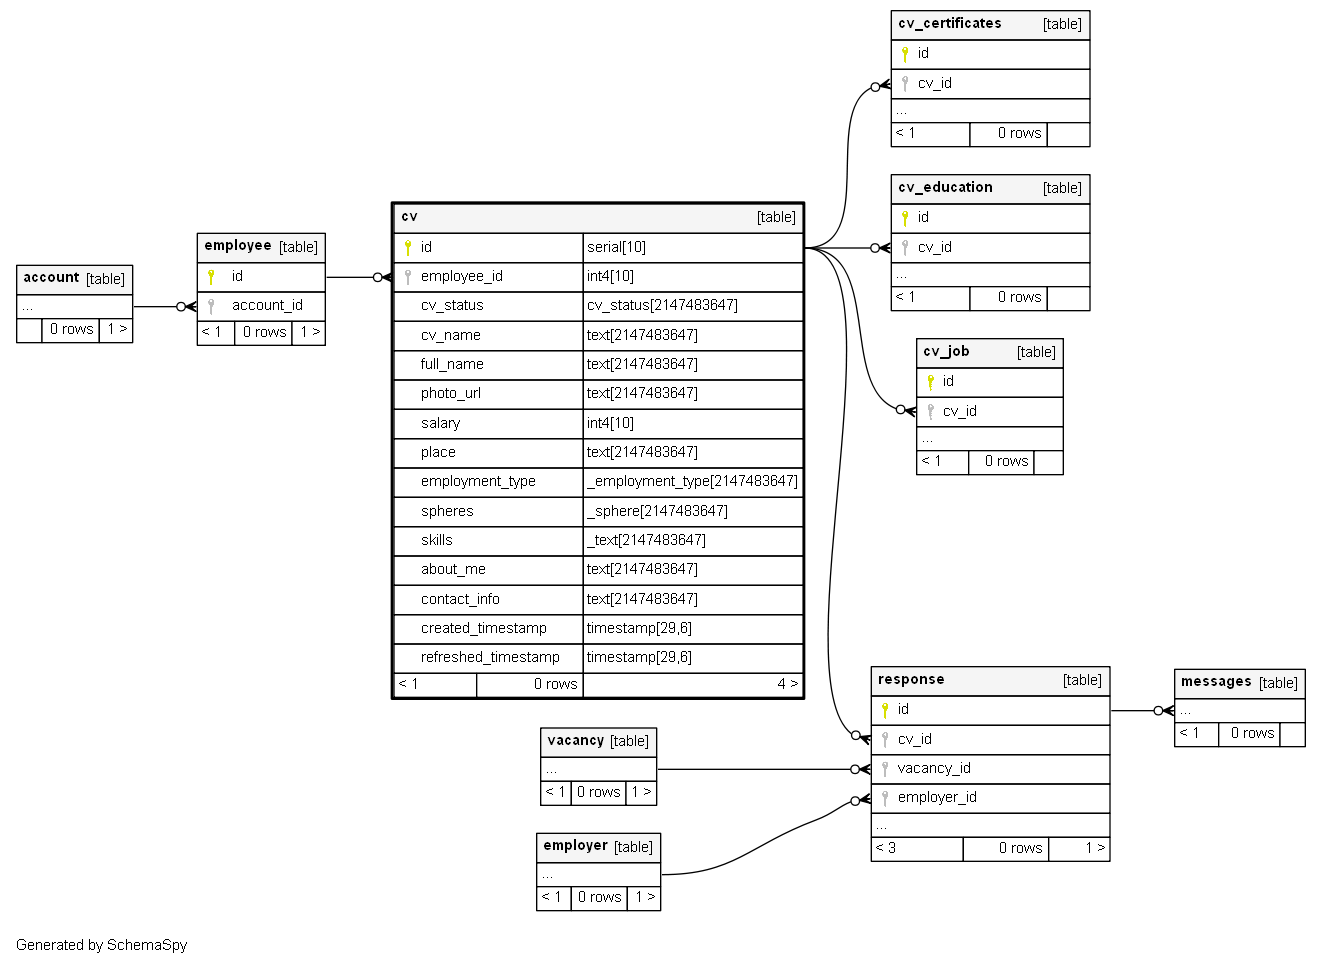 cv_certificates [table]
id
cv_id
...
< 1 0 rows
cv_education [table]
id
cv_id
...
< 1 0 rows
cv_job [table]
id
cv_id
...
< 1 0 rows
cv [table]
id serial[10]
employee_id int4[10]
cv_status cv_status[2147483647]
cv_name text[2147483647]
full_name text[2147483647]
photo_url text[2147483647]
salary int4[10]
place text[2147483647]
employment_type _employment_type[2147483647]
spheres _sphere[2147483647]
skills _text[2147483647]
about_me text[2147483647]
contact_info text[2147483647]
created_timestamp timestamp[29,6]
refreshed_timestamp timestamp[29,6]
< 1 0 rows 4 >
employee [table]
id
account_id
< 1 0 rows 1 >
account [table]
...
0 rows 1 >
response [table]
id
cv_id
vacancy_id
employer_id
...
< 3 0 rows 1 >
messages [table]
...
< 1 0 rows
vacancy [table]
...
< 1 0 rows 1 >
employer [table]
...
< 1 0 rows 1 >
Generated by SchemaSpy